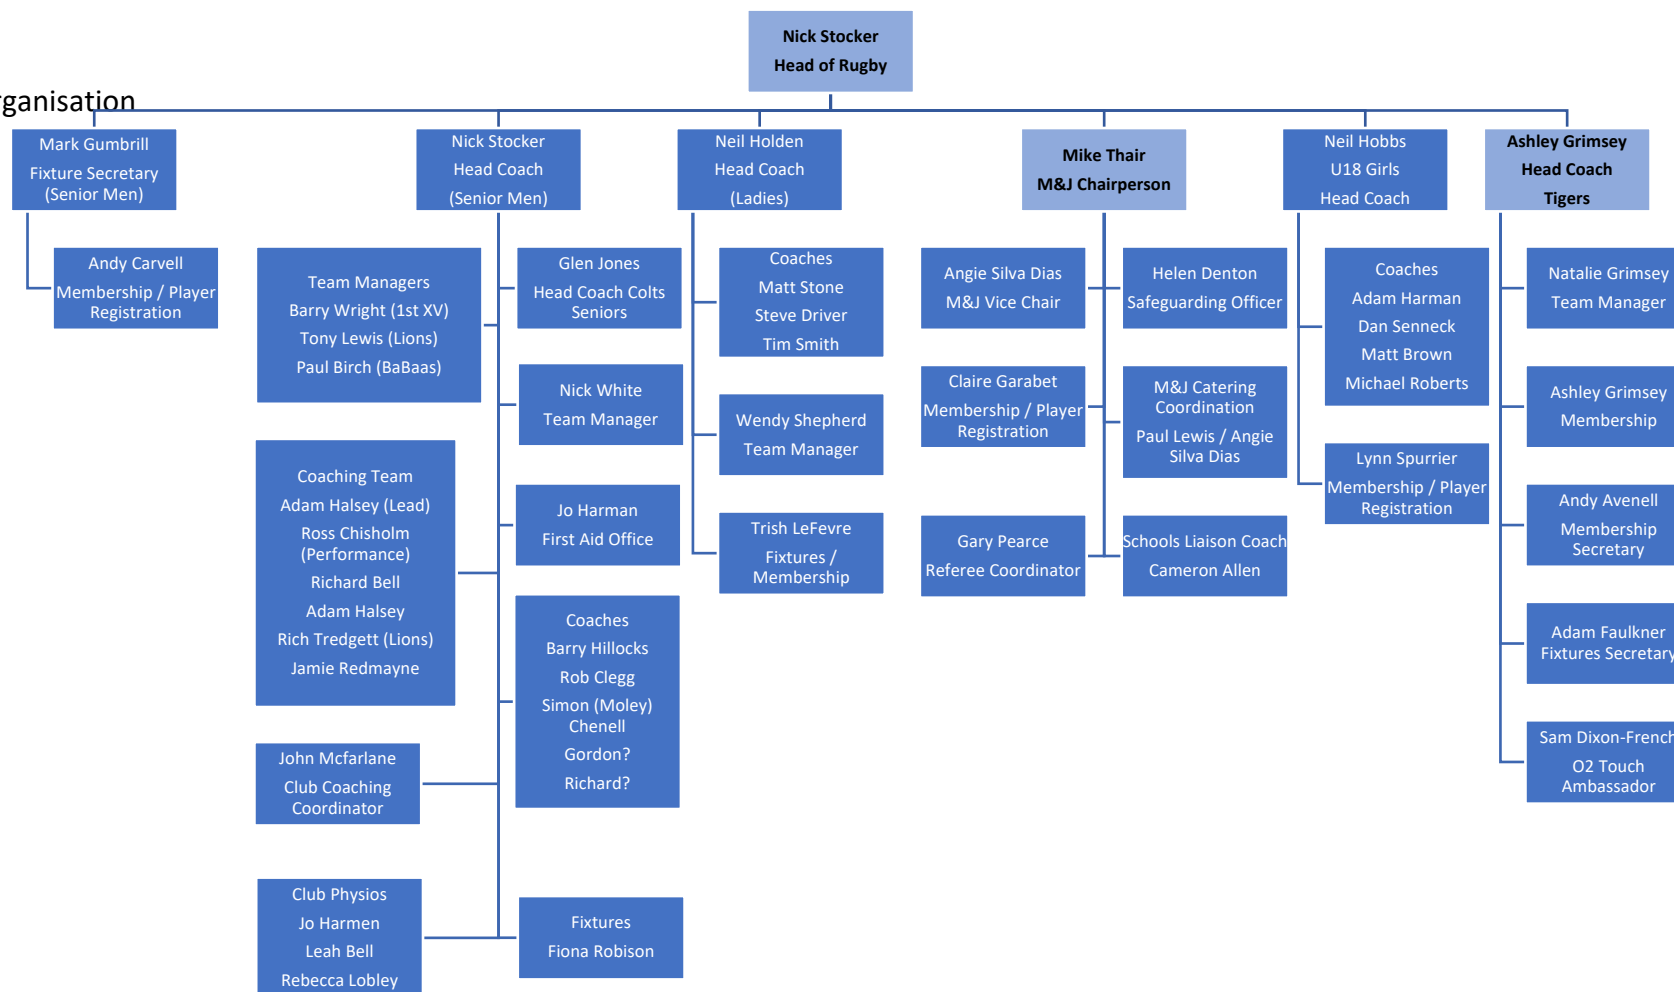 Nick Stocker
Head of Rugby
rganisation
Mark Gumbrill
Fixture Secretary
(Senior Men)
Andy Carvell
Membership / Player
Registration
Nick Stocker
Head Coach
(Senior Men)
Team Managers
Barry Wright (1st XV)
Tony Lewis (Lions)
Paul Birch (BaBaas)
Glen Jones
Head Coach Colts
Seniors
Nick White
Team Manager
Coaching Team
Adam Halsey (Lead)
Ross Chisholm
(Performance)
Richard Bell
Adam Halsey
Rich Tredgett (Lions)
Jamie Redmayne
Jo Harman
First Aid Office
Coaches
Barry Hillocks
Rob Clegg
Simon (Moley)
Chenell
Gordon?
Richard?
John Mcfarlane
Club Coaching
Coordinator
Club Physios
Jo Harmen
Leah Bell
Rebecca Lobley
Fixtures
Fiona Robison
Neil Holden
Head Coach
(Ladies)
Coaches
Matt Stone
Steve Driver
Tim Smith
Wendy Shepherd
Team Manager
Trish LeFevre
Fixtures /
Membership
Mike Thair
M&J Chairperson
Angie Silva Dias
M&J Vice Chair
Helen Denton
Safeguarding Officer
Claire Garabet
Membership / Player
Registration
M&J Catering
Coordination
Paul Lewis / Angie
Silva Dias
Gary Pearce
Referee Coordinator
Schools Liaison Coach
Cameron Allen
Neil Hobbs
U18 Girls
Head Coach
Coaches
Adam Harman
Dan Senneck
Matt Brown
Michael Roberts
Lynn Spurrier
Membership / Player
Registration
Ashley Grimsey
Head Coach
Tigers
Natalie Grimsey
Team Manager
Ashley Grimsey
Membership
Andy Avenell
Membership
Secretary
Adam Faulkner
Fixtures Secretary
Sam Dixon-French
O2 Touch
Ambassador